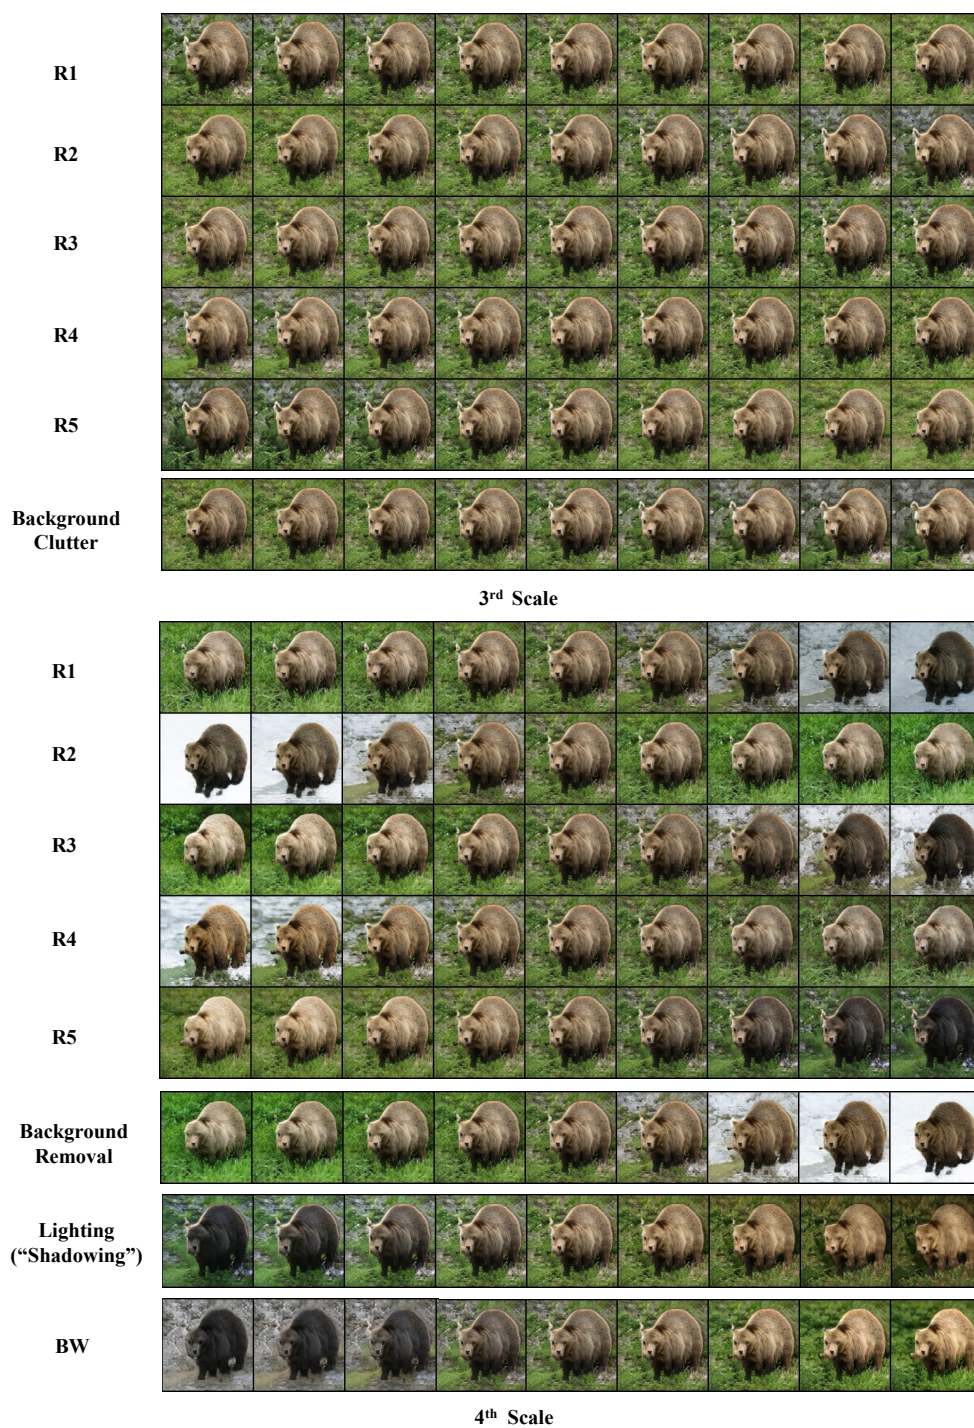 R1
R2
R3
R4
R5
Background
Clutter
3rd Scale
R1
R2
R3
R4
R5
Background
Removal
Lighting
(“Shadowing”)
BW
4th Scale